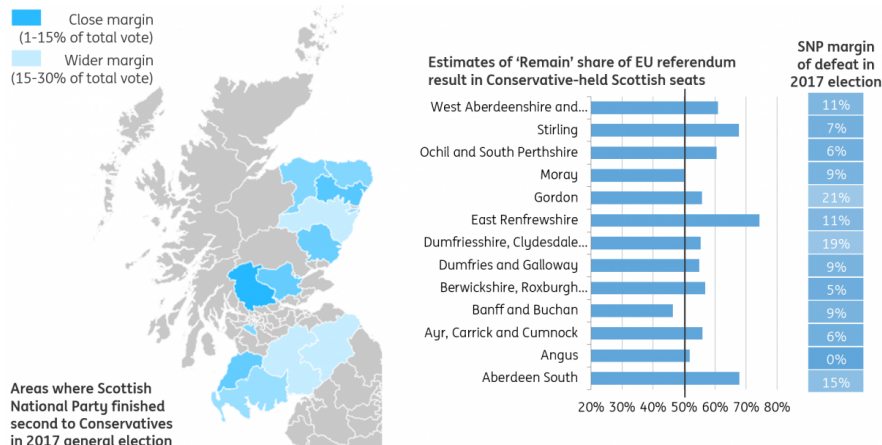 Close margin
(1-15% of total vote)
Wider margin
(15-30% of total vote)
Areas where Scottish
National Party finished
second to Conservatives
in 2017 general election
Estimates of ‘Remain’ share of EU referendum
result in Conservative-held Scottish seats
SNP margin
of defeat in
2017 election
West Aberdeenshire and... 11%
Stirling 7%
Ochil and South Perthshire 6%
Moray 9%
Gordon 21%
East Renfrewshire 11%
Dumfriesshire, Clydesdale... 19%
Dumfries and Galloway 9%
Berwickshire, Roxburgh... 5%
Banff and Buchan 9%
Ayr, Carrick and Cumnock 6%
Angus 0%
Aberdeen South 15%
20% 30% 40% 50% 60% 70% 80%